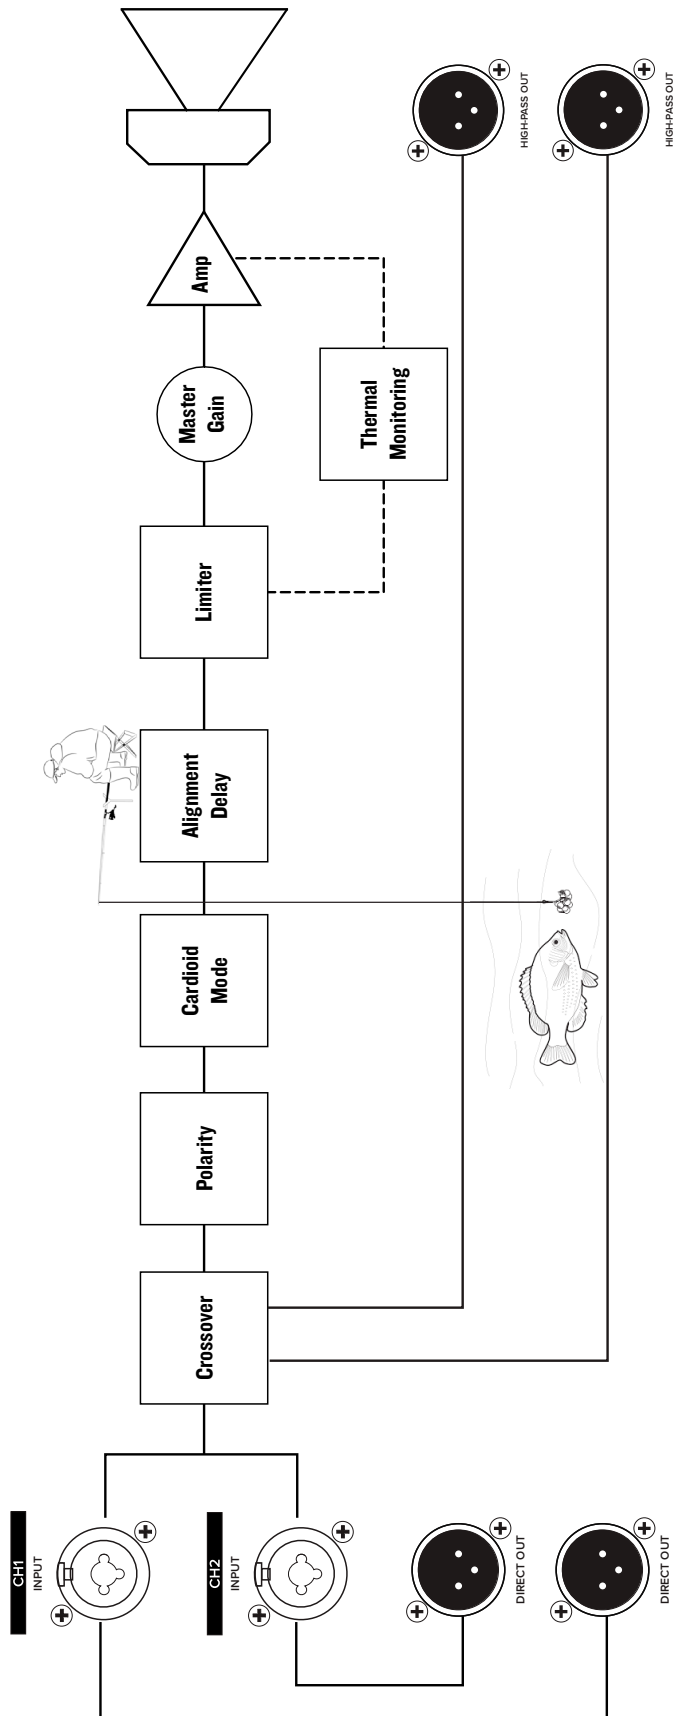 CH1
INPUT
CH2
INPUT
DIRECT OUT
DIRECT OUT
Crossover
Polarity
Cardioid
Mode
Alignment
Delay
Limiter
Thermal
Monitoring
Master
Gain
Amp
HIGH-PASS OUT
HIGH-PASS OUT